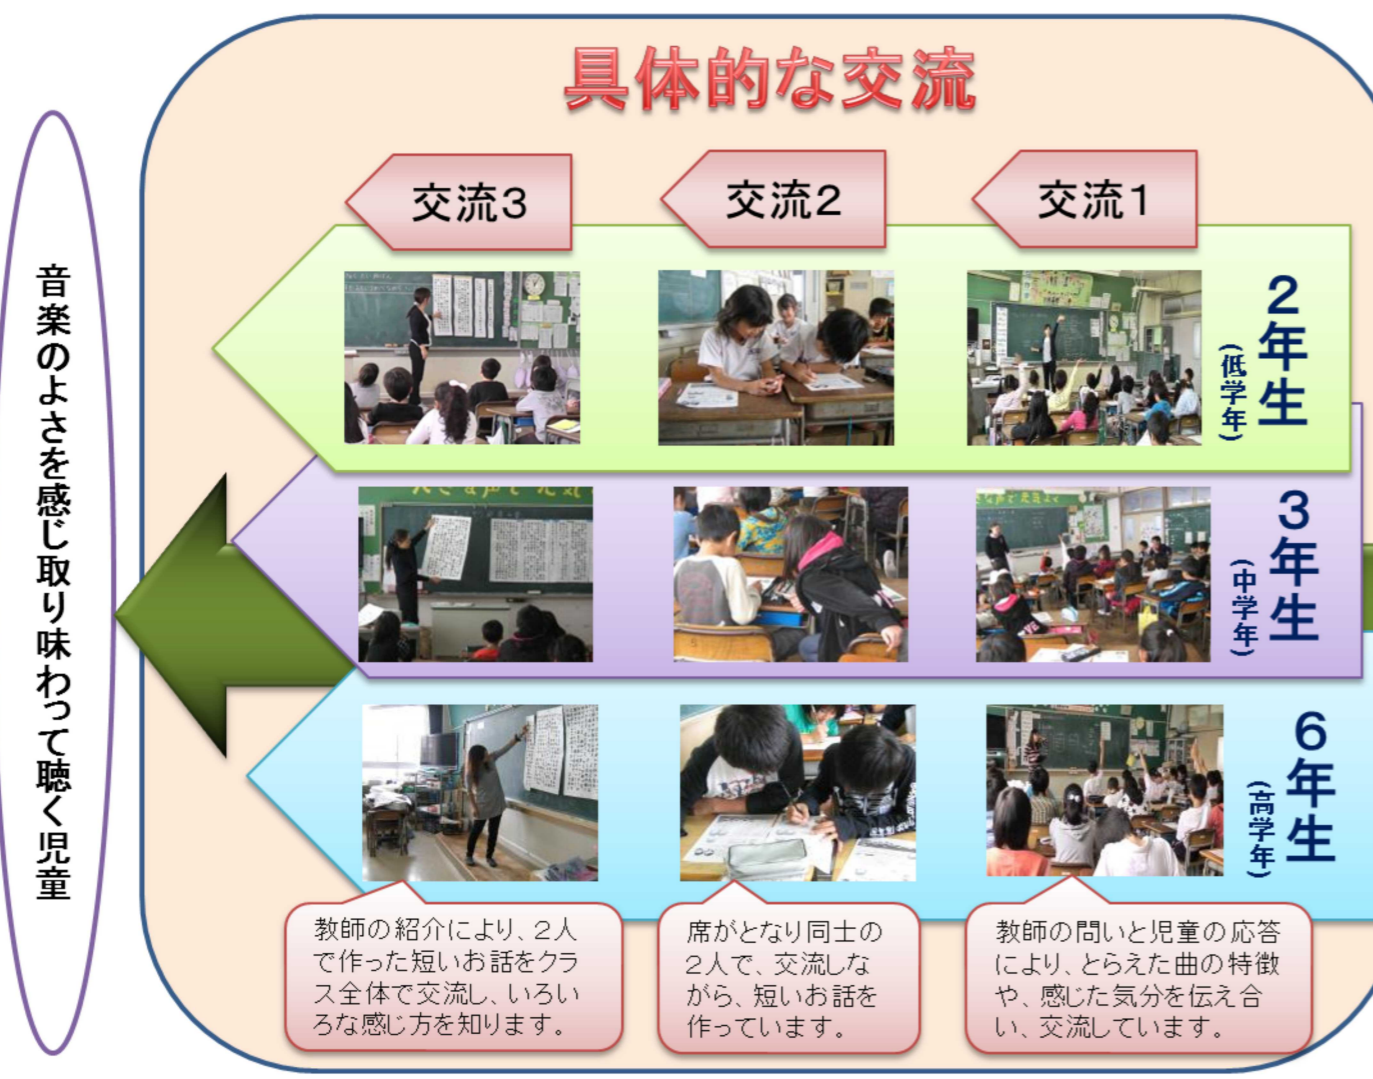 具体的な交流
交流1
交流2
交流3
2年生
(低学年)
3年生
(中学年)
6年生
(高学年)
教師の問いと児童の応答
により、とらえた曲の特徴
や、感じた気分を伝え合
い、交流しています。
席がとなり同士の
2人で、交流しな
がら、短いお話を
作っています。
教師の紹介により、2人
で作った短いお話をクラ
ス全体で交流し、いろい
ろな感じ方を知ります。
音楽のよさを感じ取り味わって聴く児童